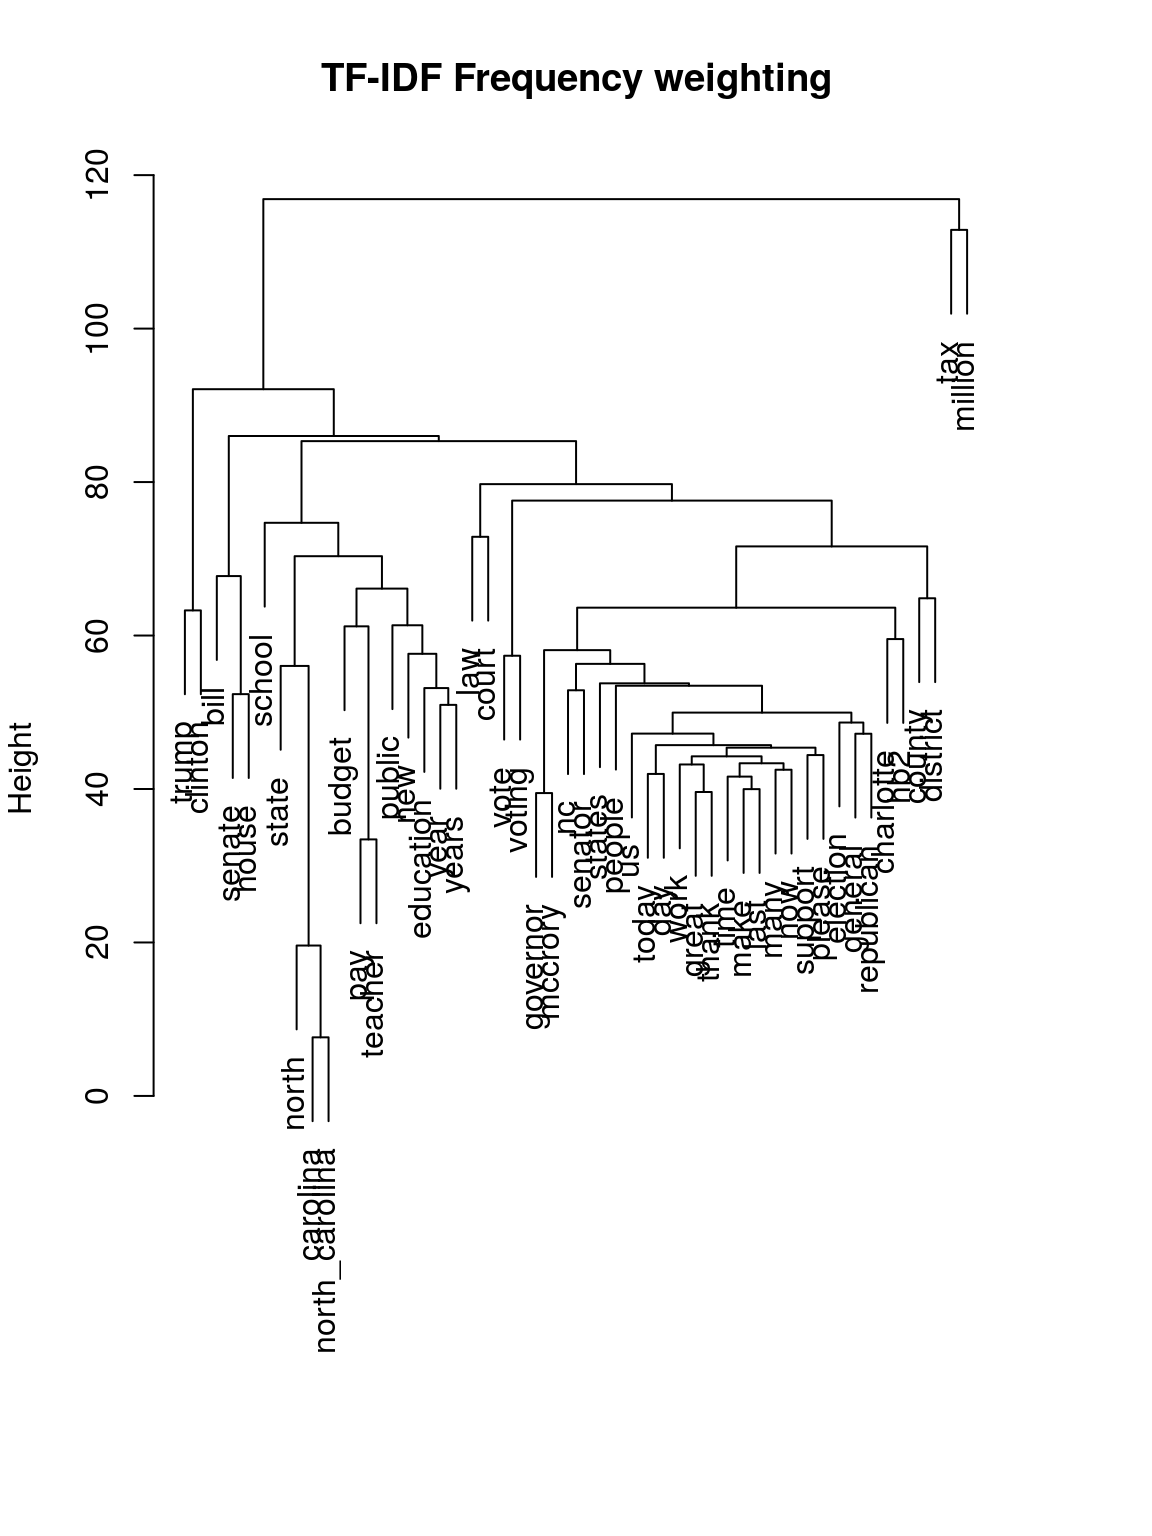 TF-IDF Frequency weighting
Height
120
100
80
60
40
20
0
trump
clinton
bill
senate
house
school
state
north
carolina
north_carolina
budget
pay
teacher
public
new
education
year
years
law
court
vote
voting
governor
mccrory
nc
senator
states
people
us
today
day
work
great
thank
time
make
last
many
now
support
please
election
general
republican
charlotte
hb2
county
district
tax
million